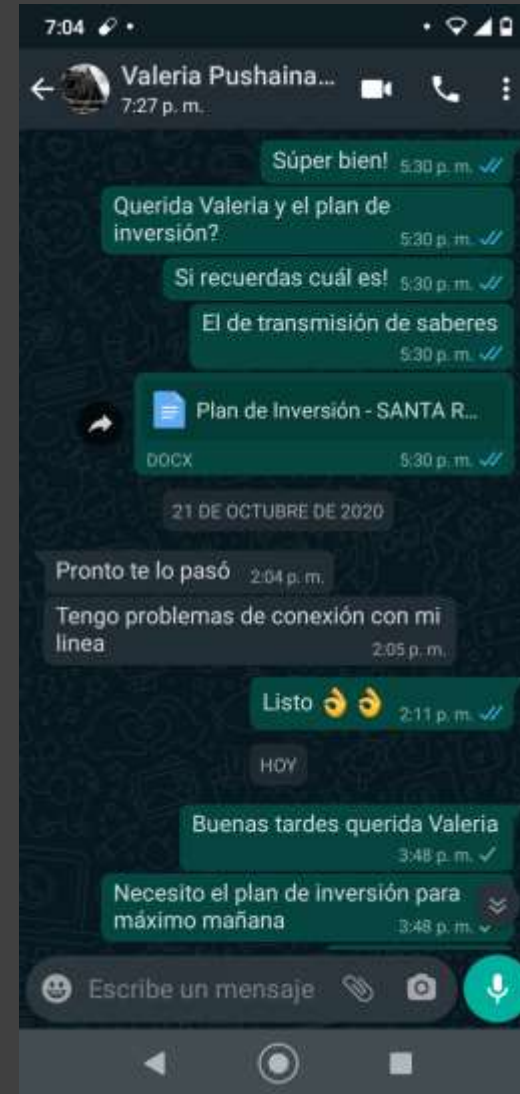 7:04
Valeria Pushaina...
7:27 p. m.
Súper bien! 5:30 p. m.
Querida Valeria y el plan de
inversión? 5:30 p. m.
Si recuerdas cuál es! 5:30 p. m.
El de transmisión de saberes
5:30 p. m.
Plan de Inversión - SANTA R...
DOCX 5:30 p. m.
21 DE OCTUBRE DE 2020
Pronto te lo pasó 2:04 p. m.
Tengo problemas de conexión con mi
linea 2:05 p. m.
Listo 👌👌 2:11 p. m.
HOY
Buenas tardes querida Valeria
3:48 p. m.
Necesito el plan de inversión para
máximo mañana 3:48 p. m.
Escribe un mensaje